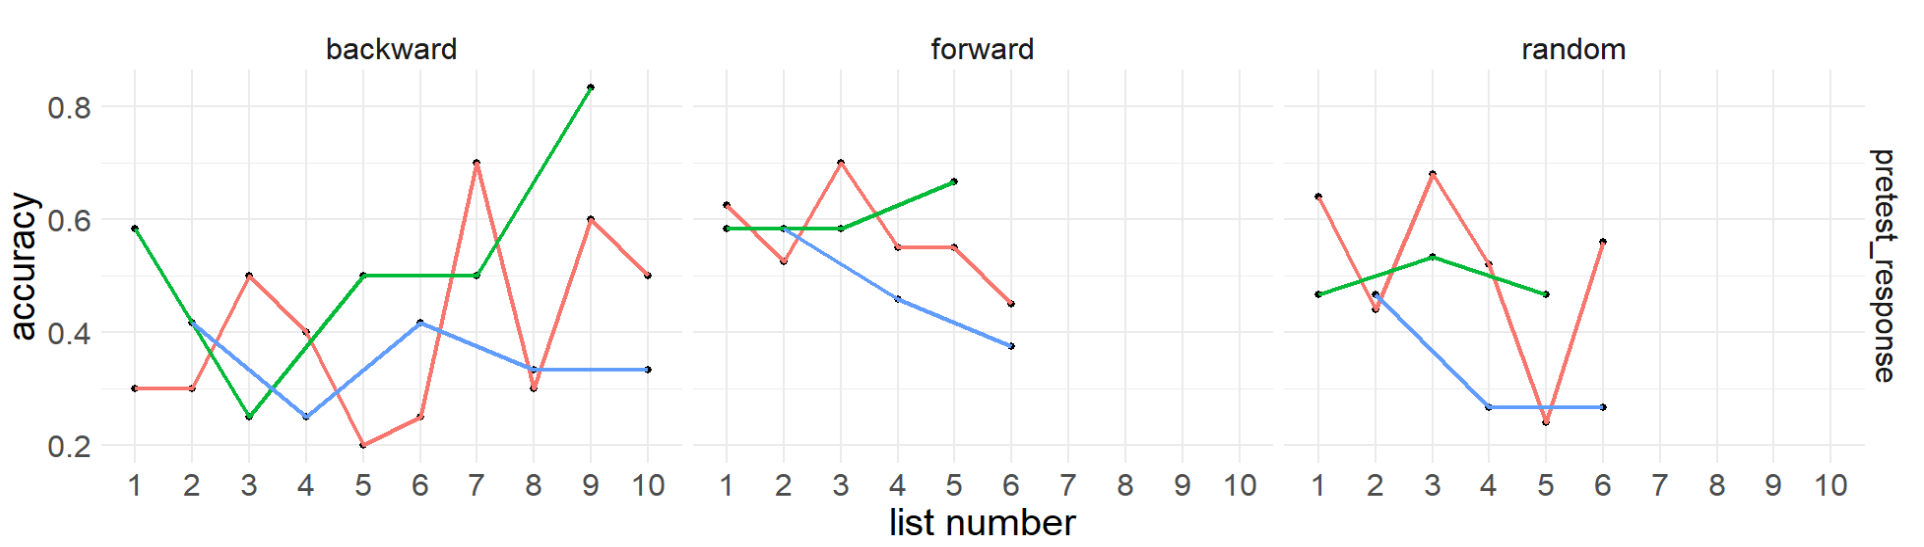 backward
forward
random
accuracy
0.8
0.6
0.4
0.2
pretest_response
1 2 3 4 5 6 7 8 9 10
1 2 3 4 5 6 7 8 9 10
1 2 3 4 5 6 7 8 9 10
list number